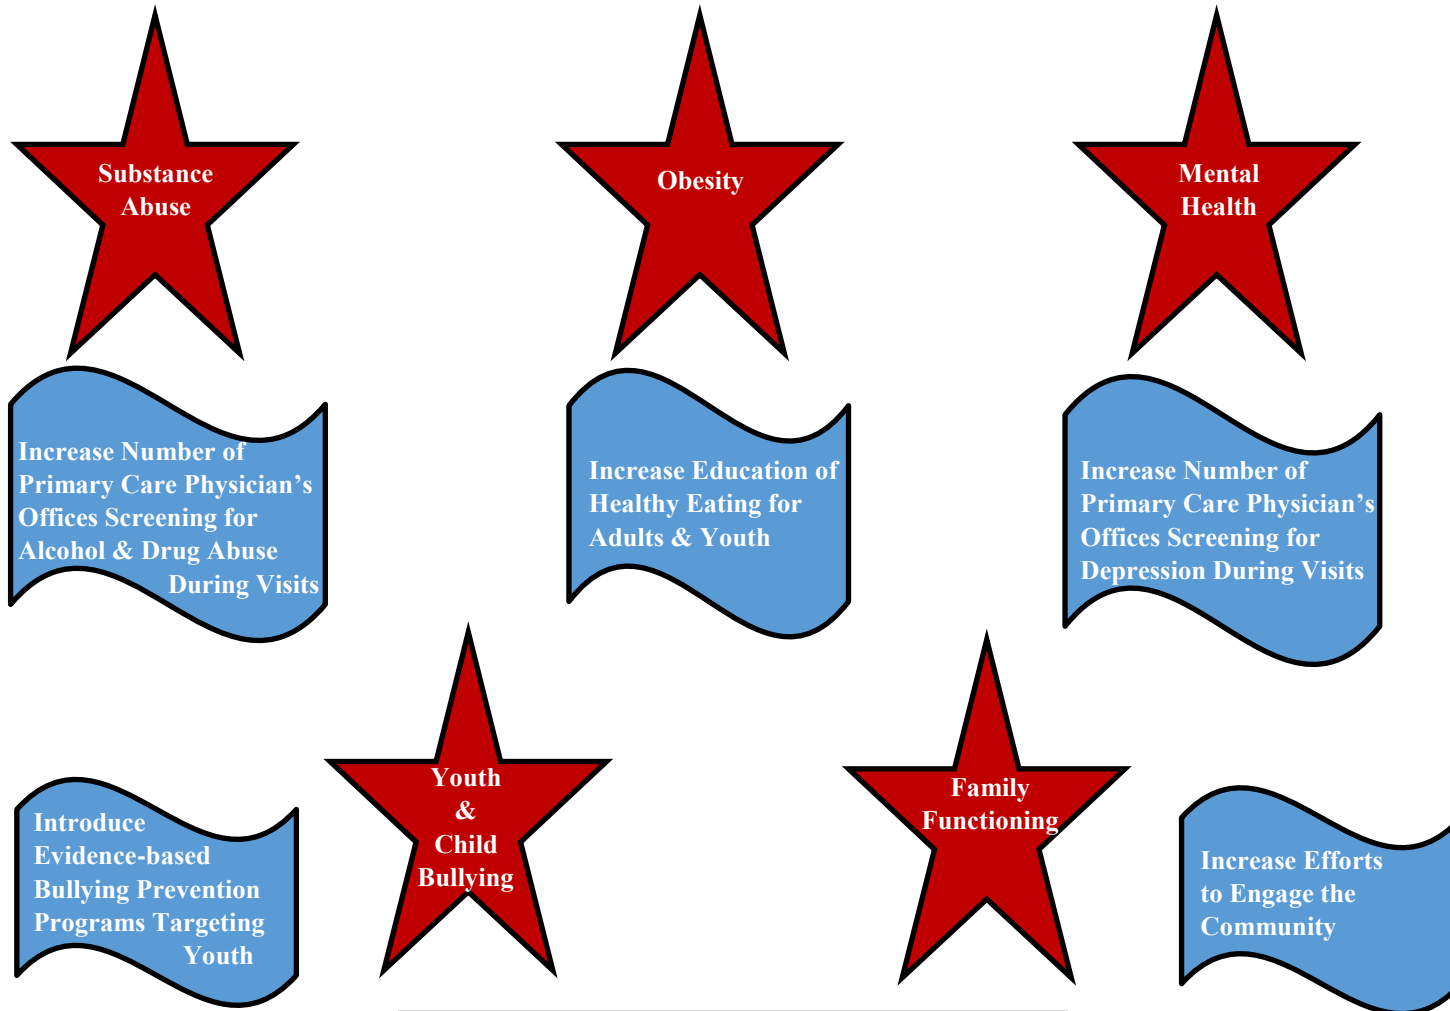 Substance
Abuse
Obesity
Mental
Health
Increase Number of
Primary Care Physician’s
Offices Screening for
Alcohol & Drug Abuse
During Visits
Increase Education of
Healthy Eating for
Adults & Youth
Increase Number of
Primary Care Physician’s
Offices Screening for
Depression During Visits
Youth
&
Child
Bullying
Family
Functioning
Introduce
Evidence-based
Bullying Prevention
Programs Targeting
Youth
Increase Efforts
to Engage the
Community